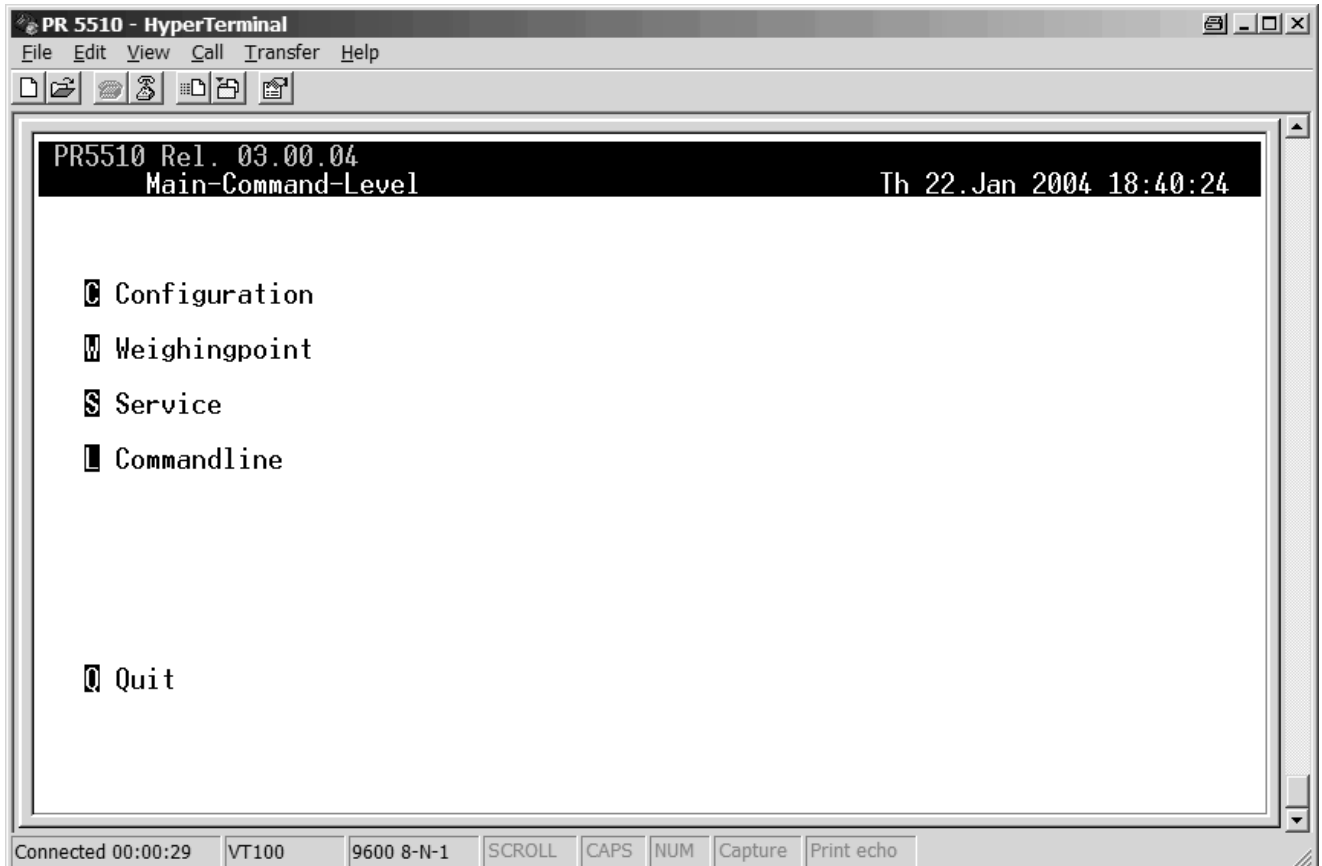 PR 5510 - HyperTerminal
File Edit View Call Transfer Help
PR5510 Rel. 03.00.04
Main-Command-Level Th 22.Jan 2004 18:40:24
C Configuration
W Weighingpoint
S Service
L Commandline
Q Quit
Connected 00:00:29 VT100 9600 8-N-1 SCROLL CAPS NUM Capture Print echo